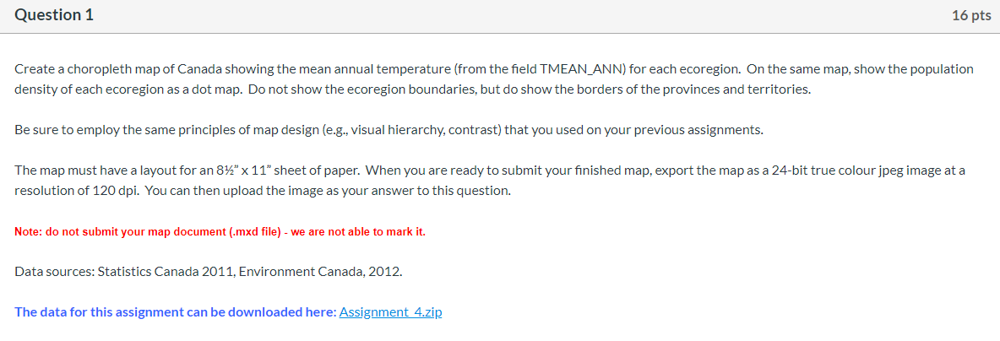 Question 1
16 pts
Create a choropleth map of Canada showing the mean annual temperature (from the field TMEAN_ANN) for each ecoregion.  On the same map, show the population
density of each ecoregion as a dot map.  Do not show the ecoregion boundaries, but do show the borders of the provinces and territories.
Be sure to employ the same principles of map design (e.g., visual hierarchy, contrast) that you used on your previous assignments.
The map must have a layout for an 8½” x 11” sheet of paper.  When you are ready to submit your finished map, export the map as a 24-bit true colour jpeg image at a
resolution of 120 dpi.  You can then upload the image as your answer to this question.
Note: do not submit your map document (.mxd file) - we are not able to mark it.
Data sources: Statistics Canada 2011, Environment Canada, 2012.
The data for this assignment can be downloaded here: Assignment_4.zip